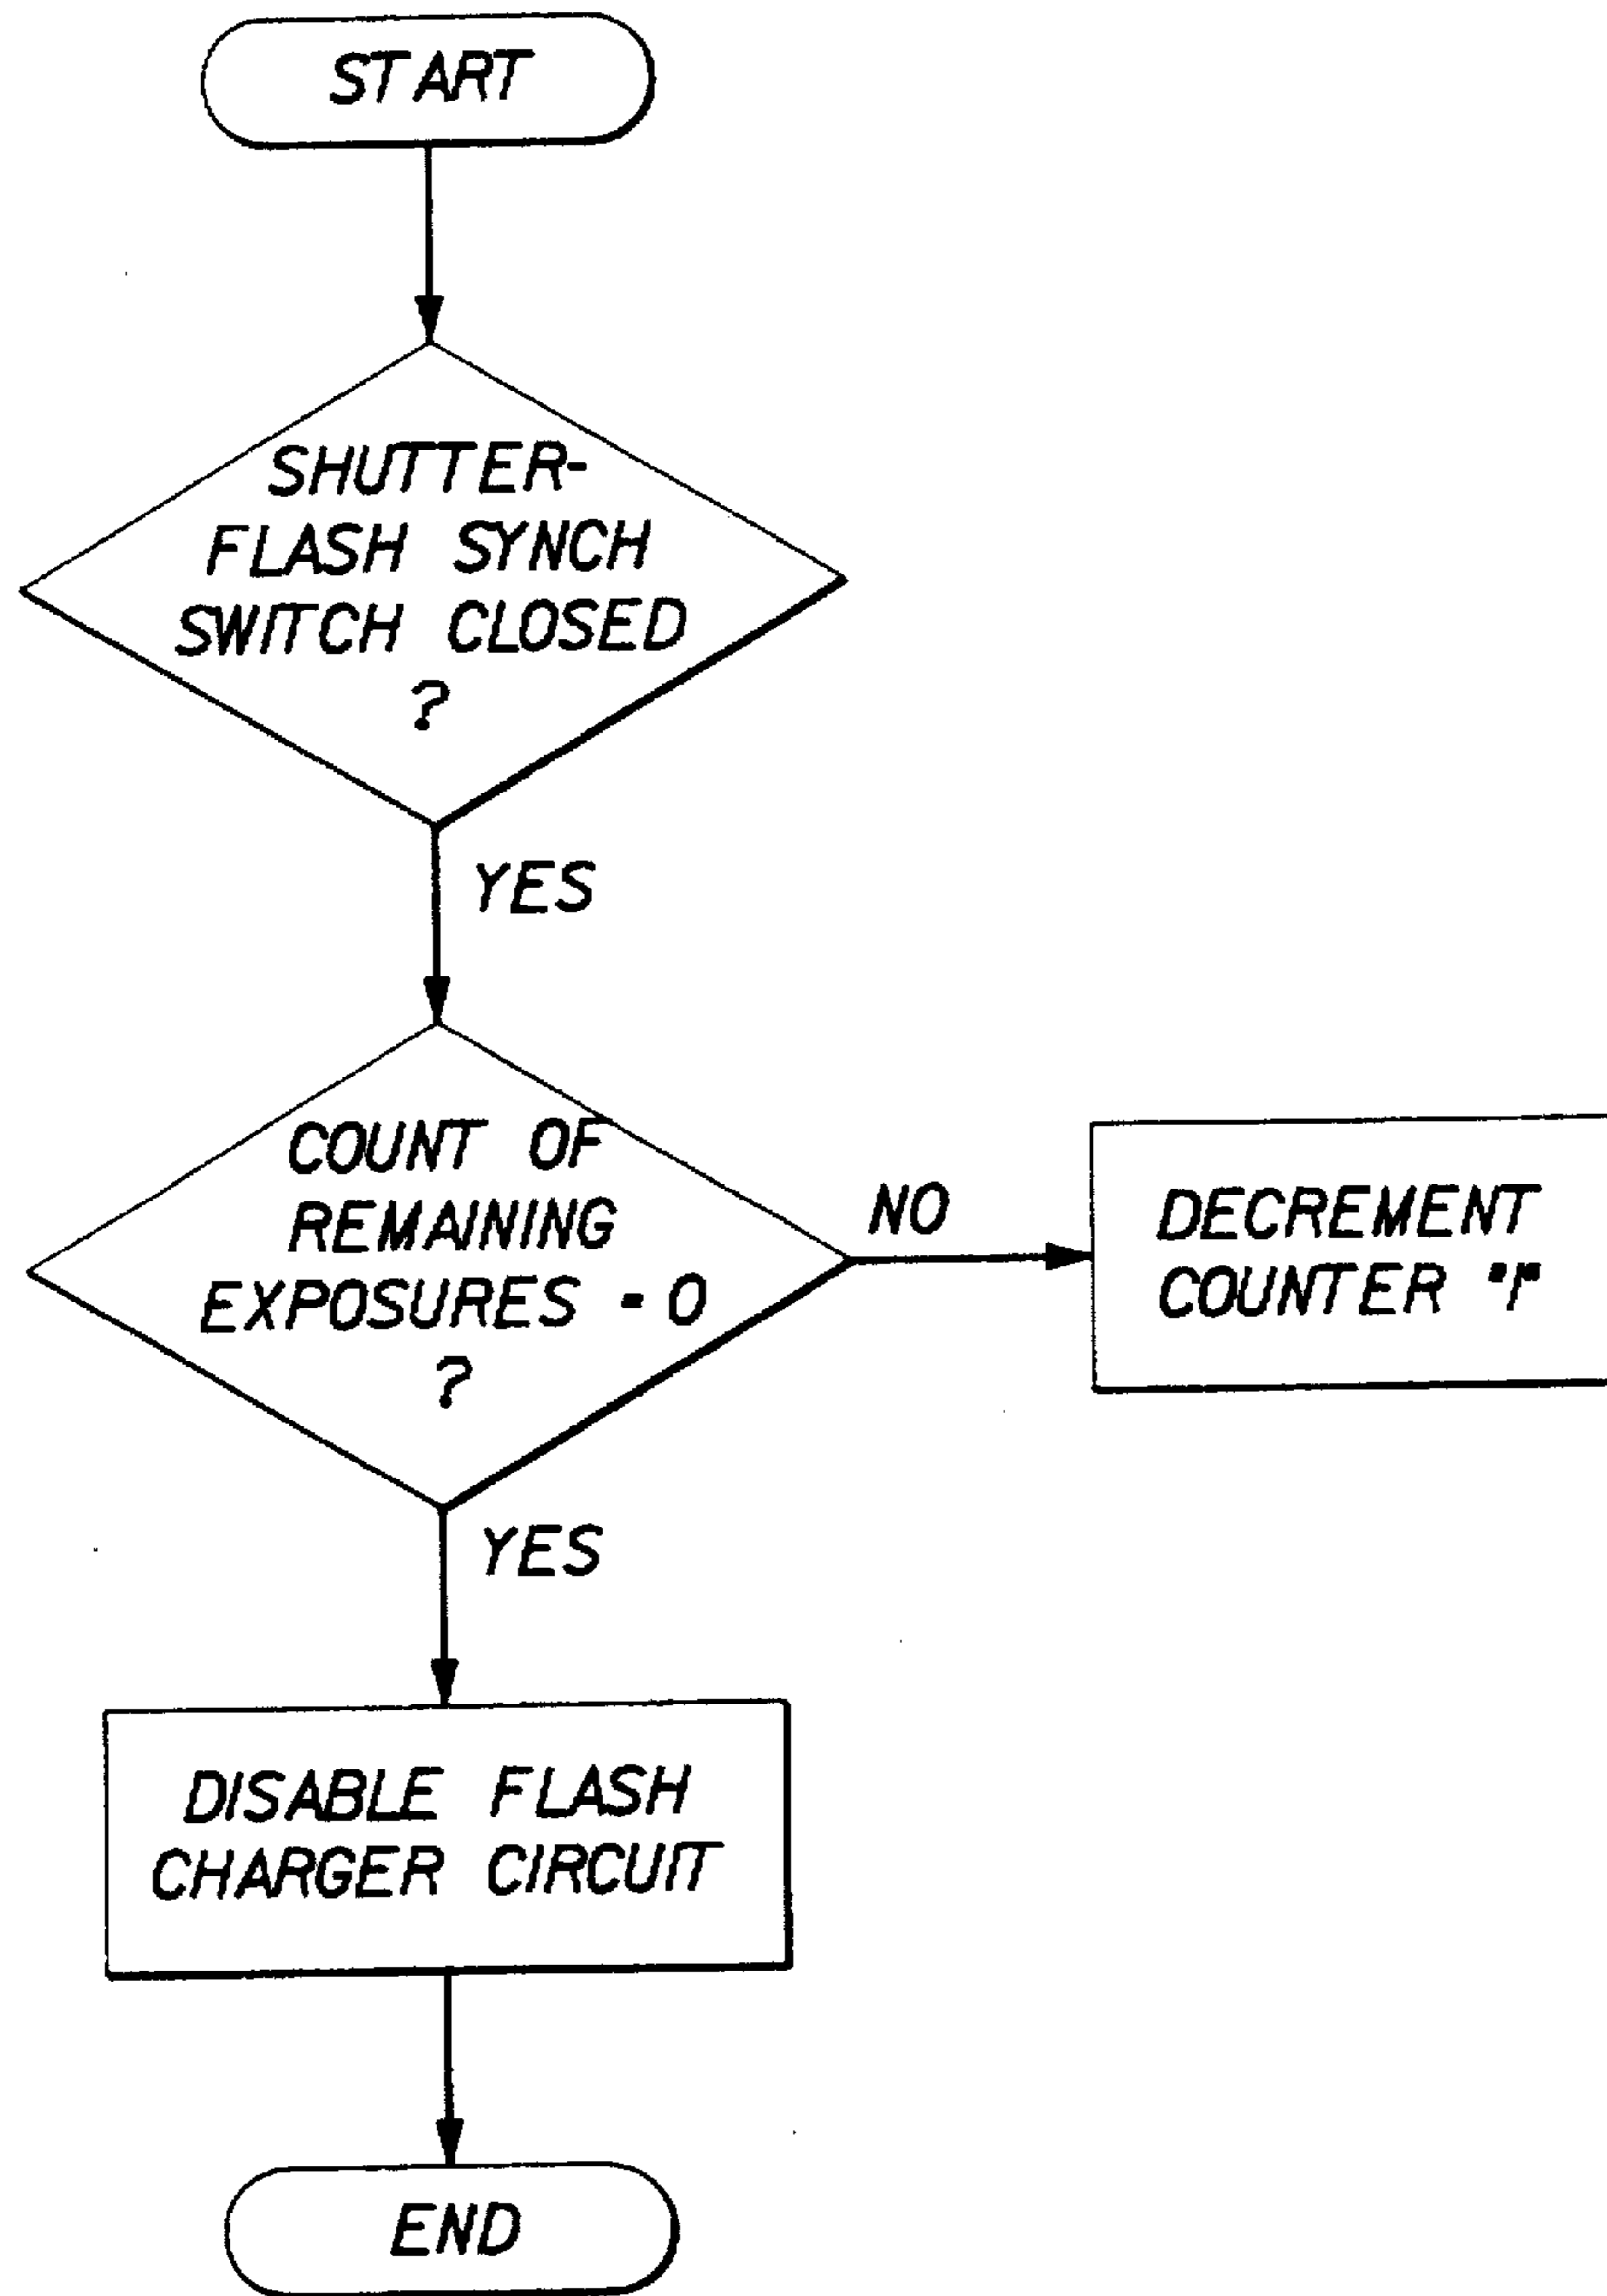 START
SHUTTER-
FLASH SYNCH
SWITCH CLOSED
?
YES
COUNT OF
REMAINING
EXPOSURES = 0
?
NO
DECREMENT
COUNTER "1"
YES
DISABLE FLASH
CHARGER CIRCUIT
END